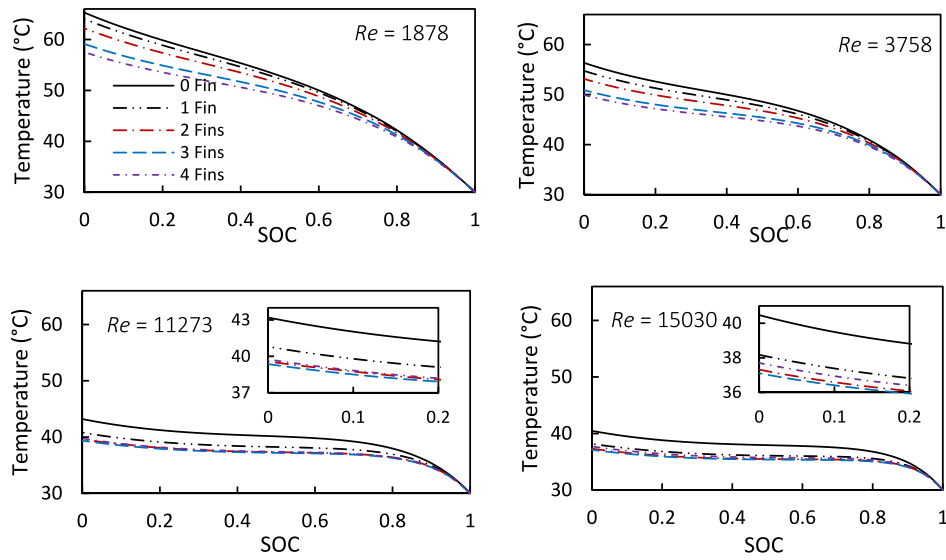 Temperature (°C)
60
50
40
30
Re = 1878
0 Fin
1 Fin
2 Fins
3 Fins
4 Fins
0 0.2 0.4 0.6 0.8 1
SOC
Temperature (°C)
60
50
40
30
Re = 3758
0 0.2 0.4 0.6 0.8 1
SOC
Temperature (°C)
60
50
40
30
Re = 11273
43
40
37
0 0.1 0.2
0 0.2 0.4 0.6 0.8 1
SOC
Temperature (°C)
60
50
40
30
Re = 15030
40
38
36
0 0.1 0.2
0 0.2 0.4 0.6 0.8 1
SOC